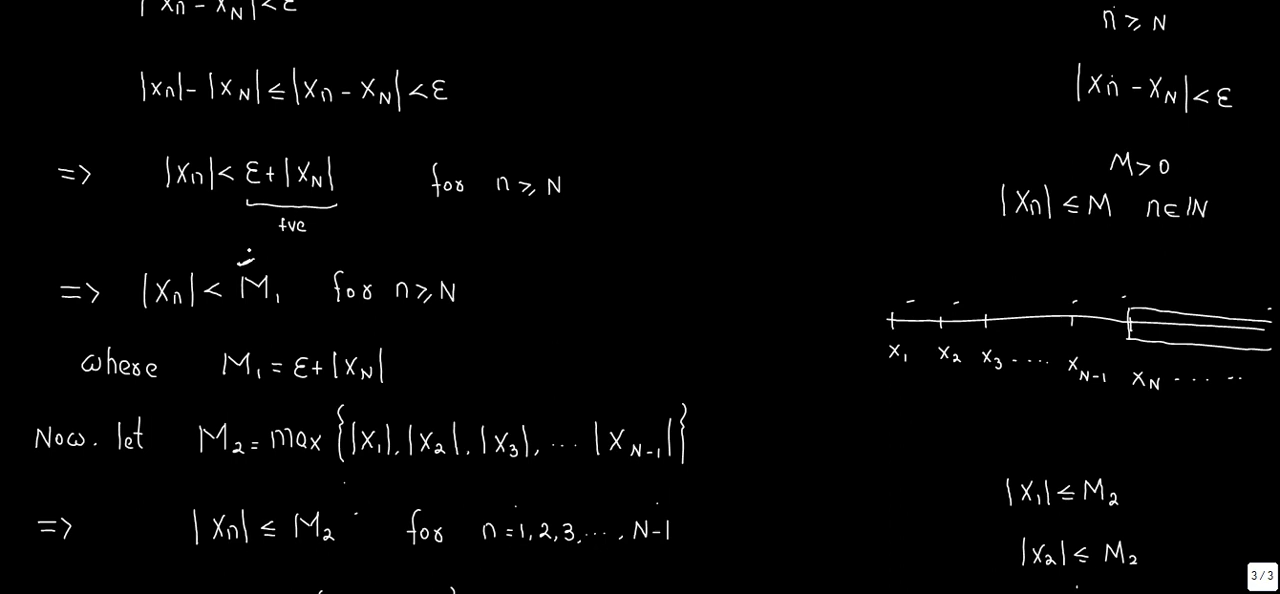 |xn - xN| < ε
|xn| - |xN| ≤ |xn - xN| < ε
=> |xn| < ε + |xN| for n ≥ N
+ve
=> |xn| < M1 for n ≥ N
where M1 = ε + |xN|
Now. let M2 = max {|x1|, |x2|, |x3|, ... |xN-1|}
=> |xn| ≤ M2 for n = 1, 2, 3, ..., N-1
n ≥ N
|xn - xN| < ε
M > 0
|xn| ≤ M n ∈ ℕ
x1 x2 x3 .... xN-1 xN .... ..
|x1| ≤ M2
|x2| ≤ M2
3 / 3